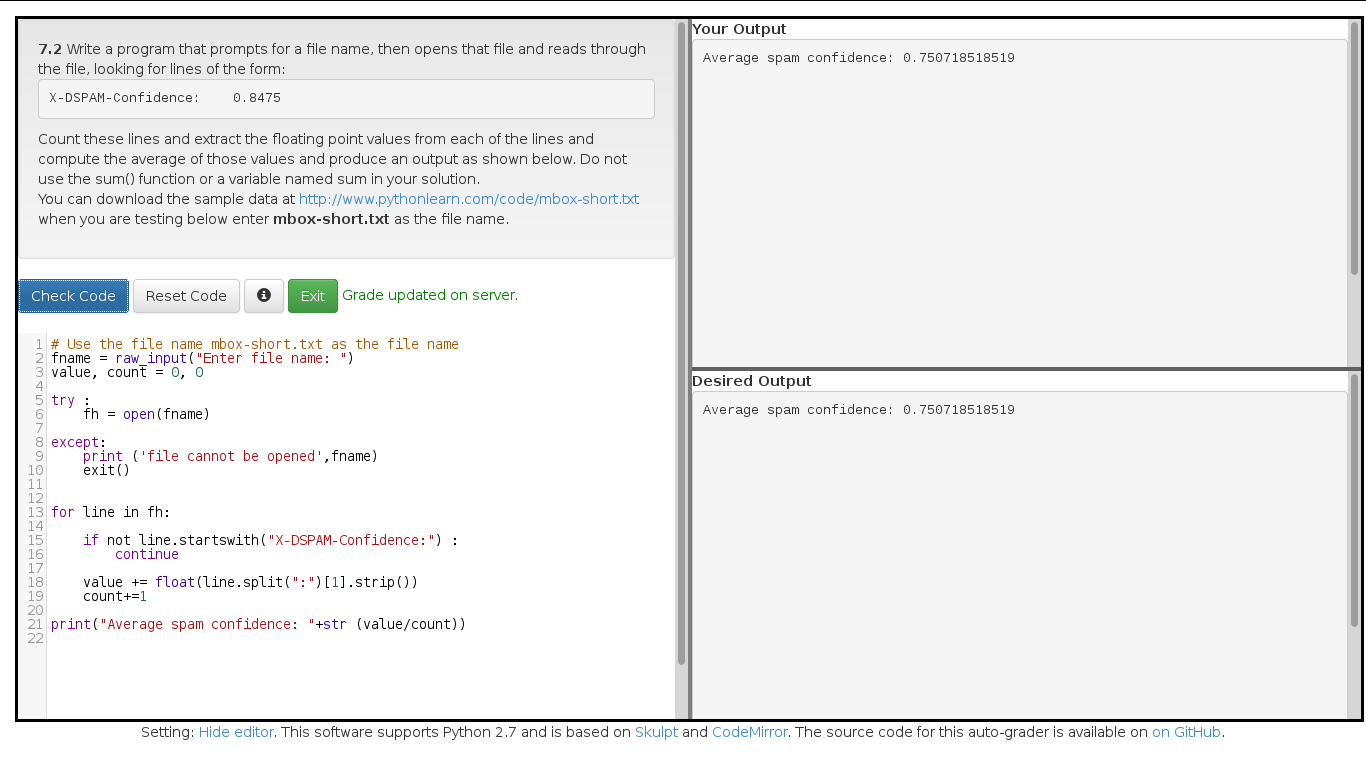 7.2 Write a program that prompts for a file name, then opens that file and reads through
the file, looking for lines of the form:
X-DSPAM-Confidence:    0.8475
Count these lines and extract the floating point values from each of the lines and
compute the average of those values and produce an output as shown below. Do not
use the sum() function or a variable named sum in your solution.
You can download the sample data at http://www.pythonlearn.com/code/mbox-short.txt
when you are testing below enter mbox-short.txt as the file name.
Check Code Reset Code Exit Grade updated on server.
1 # Use the file name mbox-short.txt as the file name
2 fname = raw_input("Enter file name: ")
3 value, count = 0, 0
4
5 try :
6     fh = open(fname)
7
8 except:
9     print ('file cannot be opened',fname)
10     exit()
11
12
13 for line in fh:
14
15     if not line.startswith("X-DSPAM-Confidence:") :
16         continue
17
18     value += float(line.split(":")[1].strip())
19     count+=1
20
21 print("Average spam confidence: "+str (value/count))
22
Your Output
Average spam confidence: 0.750718518519
Desired Output
Average spam confidence: 0.750718518519
Setting: Hide editor. This software supports Python 2.7 and is based on Skulpt and CodeMirror. The source code for this auto-grader is available on on GitHub.